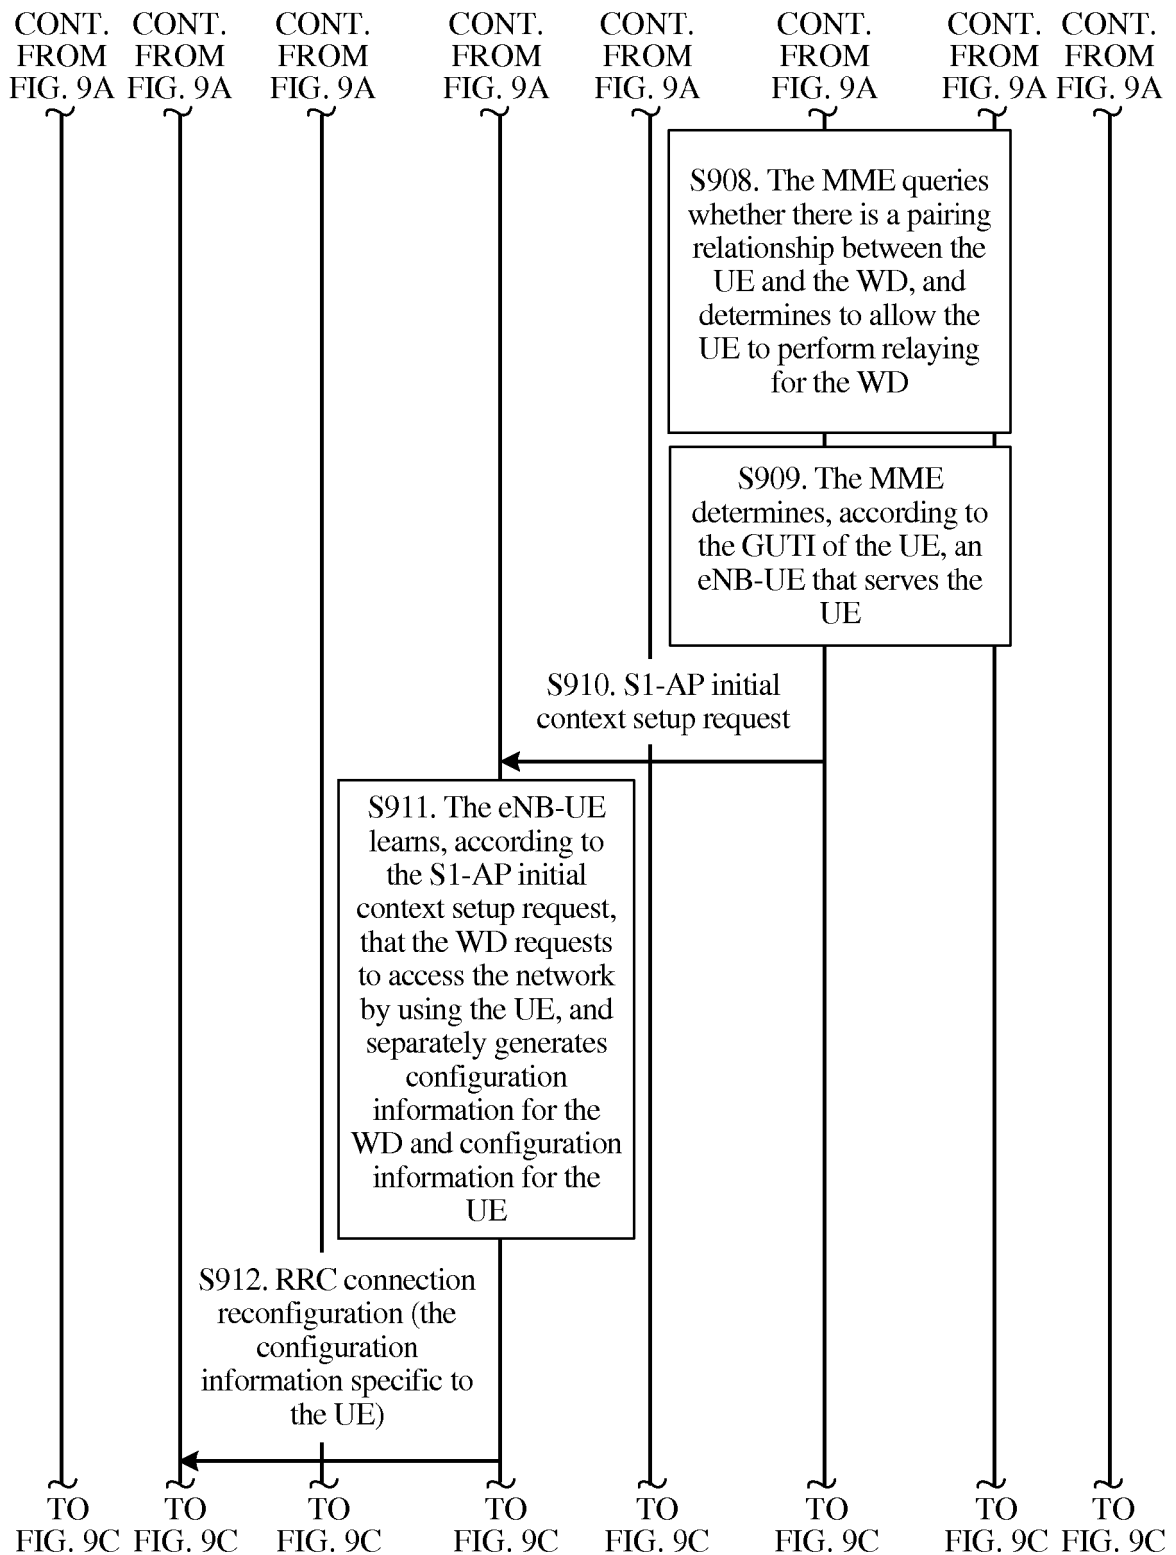 CONT. CONT. CONT. CONT. CONT. CONT. CONT. CONT.
FROM FROM FROM FROM FROM FROM FROM FROM
FIG. 9A FIG. 9A FIG. 9A FIG. 9A FIG. 9A FIG. 9A FIG. 9A FIG. 9A
S908. The MME queries
whether there is a pairing
relationship between the
UE and the WD, and
determines to allow the
UE to perform relaying
for the WD
S909. The MME
determines, according to
the GUTI of the UE, an
eNB-UE that serves the
UE
S910. S1-AP initial
context setup request
S911. The eNB-UE
learns, according to
the S1-AP initial
context setup request,
that the WD requests
to access the network
by using the UE, and
separately generates
configuration
information for the
WD and configuration
information for the
UE
S912. RRC connection
reconfiguration (the
configuration
information specific to
the UE)
TO TO TO TO TO TO TO TO
FIG. 9C FIG. 9C FIG. 9C FIG. 9C FIG. 9C FIG. 9C FIG. 9C FIG. 9C